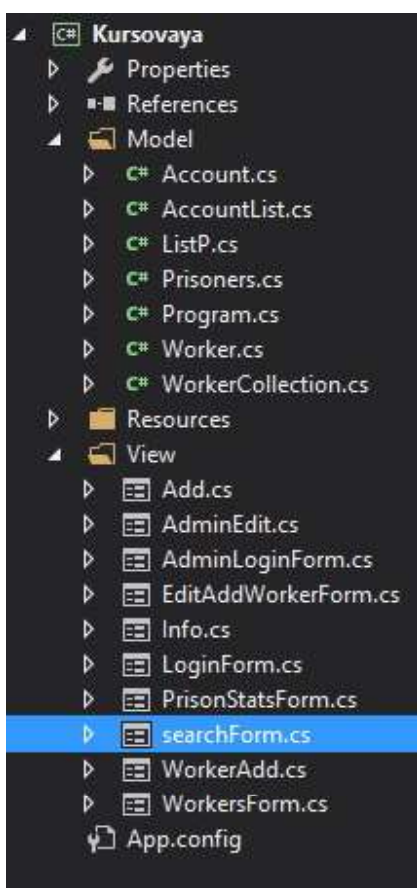 C# Kursovaya
Properties
References
Model
C# Account.cs
C# AccountList.cs
C# ListP.cs
C# Prisoners.cs
C# Program.cs
C# Worker.cs
C# WorkerCollection.cs
Resources
View
Add.cs
AdminEdit.cs
AdminLoginForm.cs
EditAddWorkerForm.cs
Info.cs
LoginForm.cs
PrisonStatsForm.cs
searchForm.cs
WorkerAdd.cs
WorkersForm.cs
App.config